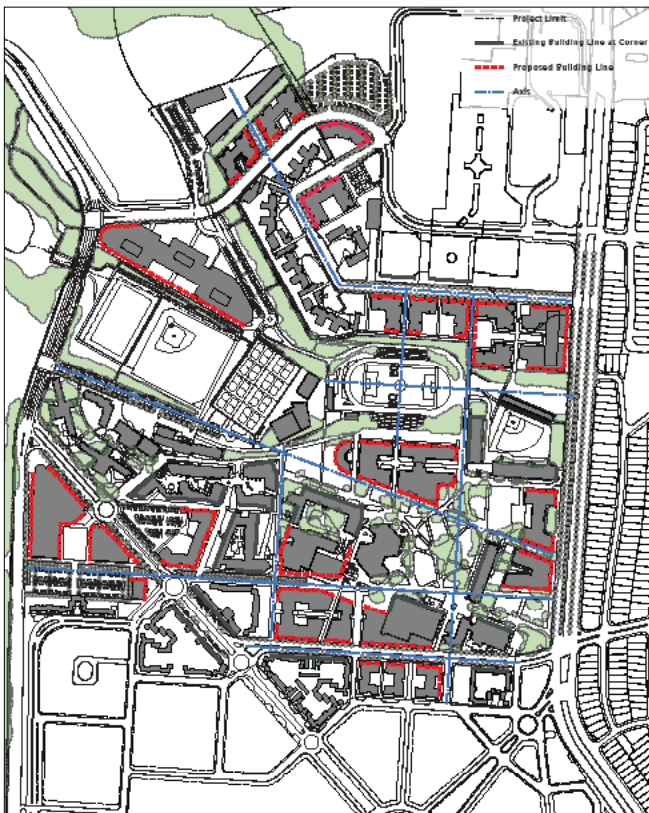 Project Limit
Existing Building Line at Corner
Proposed Building Line
Axis